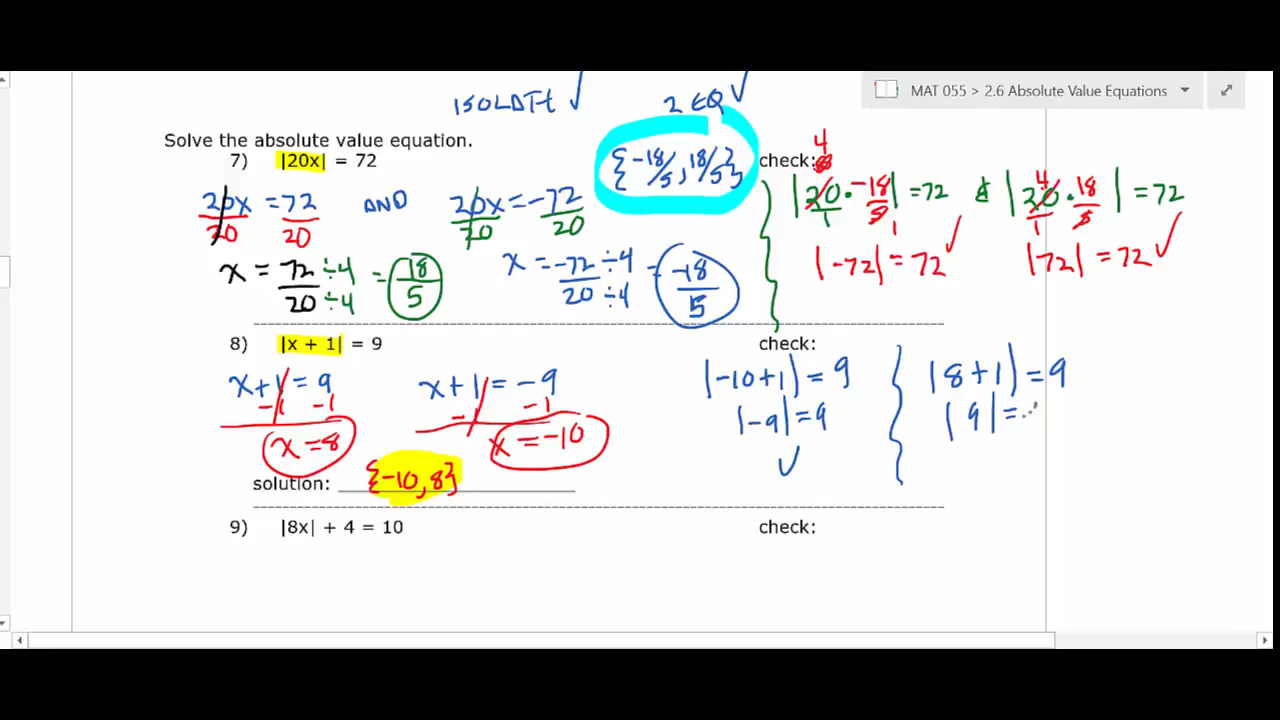 ISOLATE √ 2 EQ √
MAT 055 > 2.6 Absolute Value Equations
Solve the absolute value equation.
7) |20x| = 72
{-18/5, 18/5}
check:
20x = 72 AND 20x = -72
20 20 20 20
x = 72 ÷4 = 18
20 ÷4 5
x = -72 ÷4 = -18
20 ÷4 5
4
|20 · -18| = 72 & |20 · 18| = 72
1 5 1 5
|-72| = 72 ✓ |72| = 72 ✓
8) |x + 1| = 9
check:
x+1 = 9 x+1 = -9
-1 -1 -1 -1
x = 8 x = -10
solution: {-10, 8}
|-10+1| = 9 |8+1| = 9
|-9| = 9 |9| =
✓
9) |8x| + 4 = 10
check: